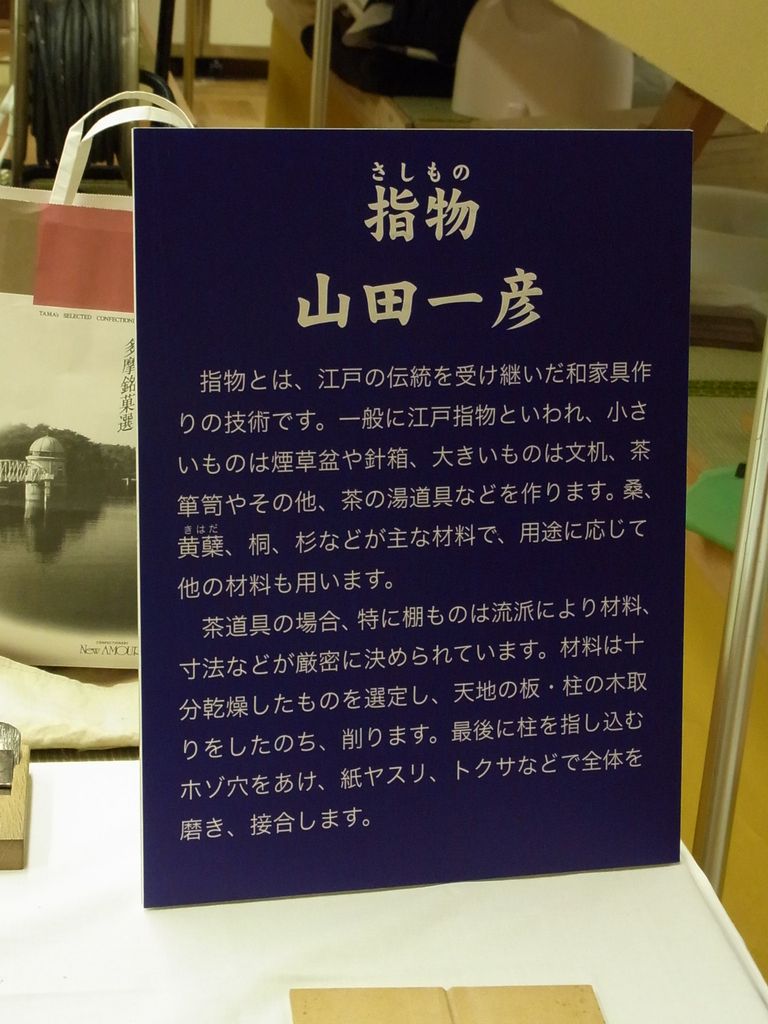 さしもの
指物
山田一彦
指物とは、江戸の伝統を受け継いだ和家具作
りの技術です。一般に江戸指物といわれ、小さ
いものは煙草盆や針箱、大きいものは文机、茶
箪笥やその他、茶の湯道具などを作ります。桑、
きはだ
黄蘗、桐、杉などが主な材料で、用途に応じて
他の材料も用います。
茶道具の場合、特に棚ものは流派により材料、
寸法などが厳密に決められています。材料は十
分乾燥したものを選定し、天地の板・柱の木取
りをしたのち、削ります。最後に柱を指し込む
ホゾ穴をあけ、紙ヤスリ、トクサなどで全体を
磨き、接合します。
TAMA'S SELECTED CONFECTION
多摩銘菓選
New AMOUR